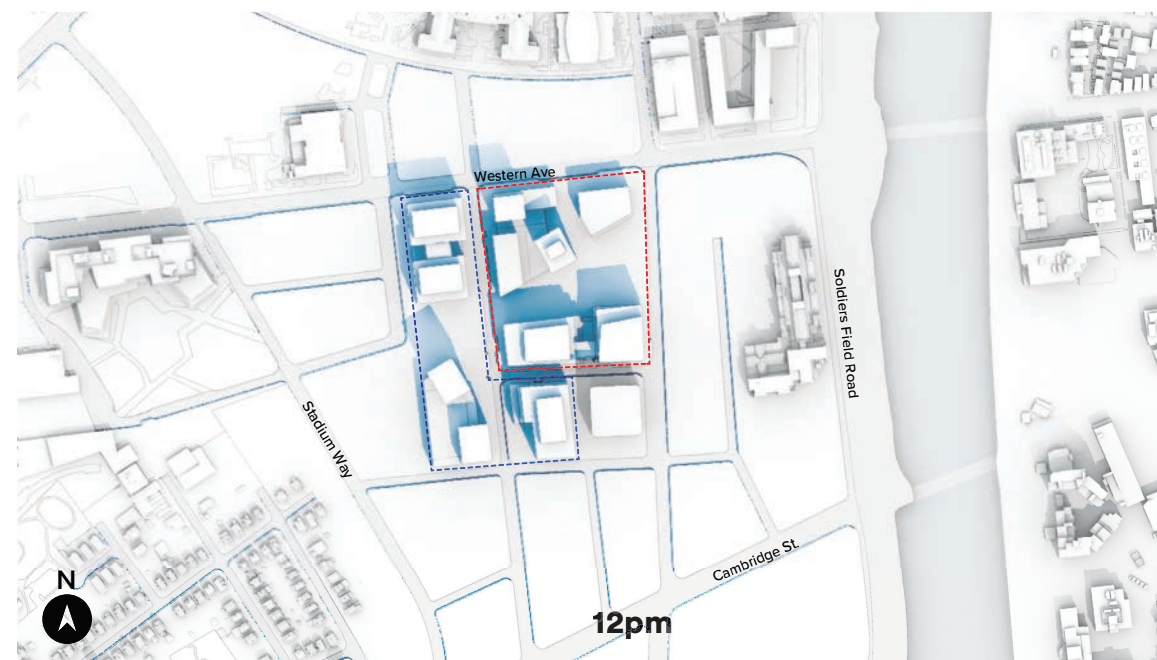 Western Ave
Soldiers Field Road
Stadium Way
Cambridge St.
N
12pm